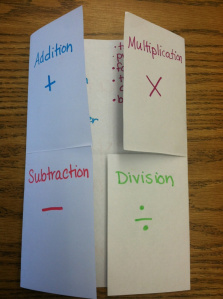 Addition
+
Multiplication
×
Subtraction
−
Division
÷